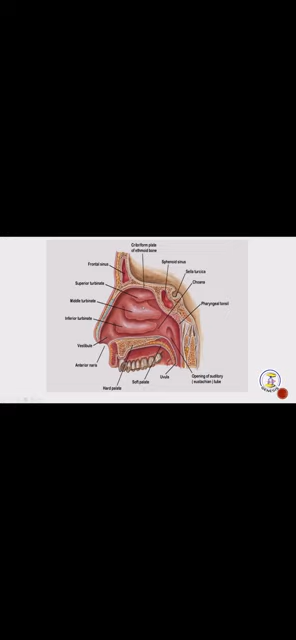 Cribriform plate
of ethmoid bone
Sphenoid sinus
Frontal sinus
Sella turcica
Choana
Superior turbinate
Middle turbinate
Pharyngeal tonsil
Inferior turbinate
Vestibule
Anterior naris
Uvula
Opening of auditory
( eustachian ) tube
Soft palate
Hard palate